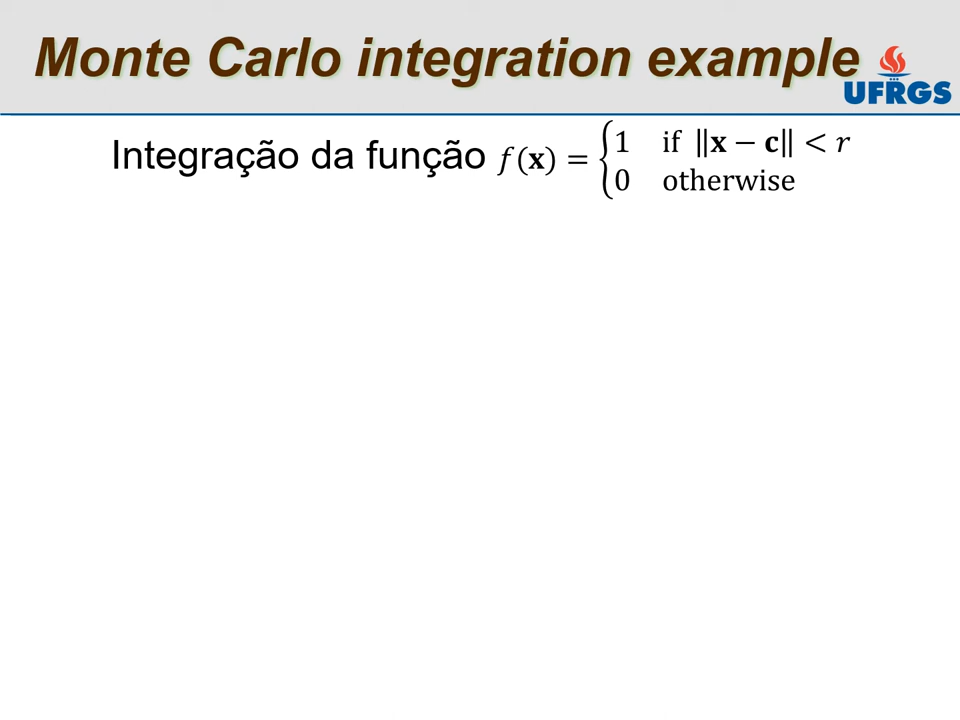 Monte Carlo integration example
UFRGS
Integração da função 𝑓(𝐱) = {1 if ‖𝐱 − 𝐜‖ < 𝑟
0 otherwise